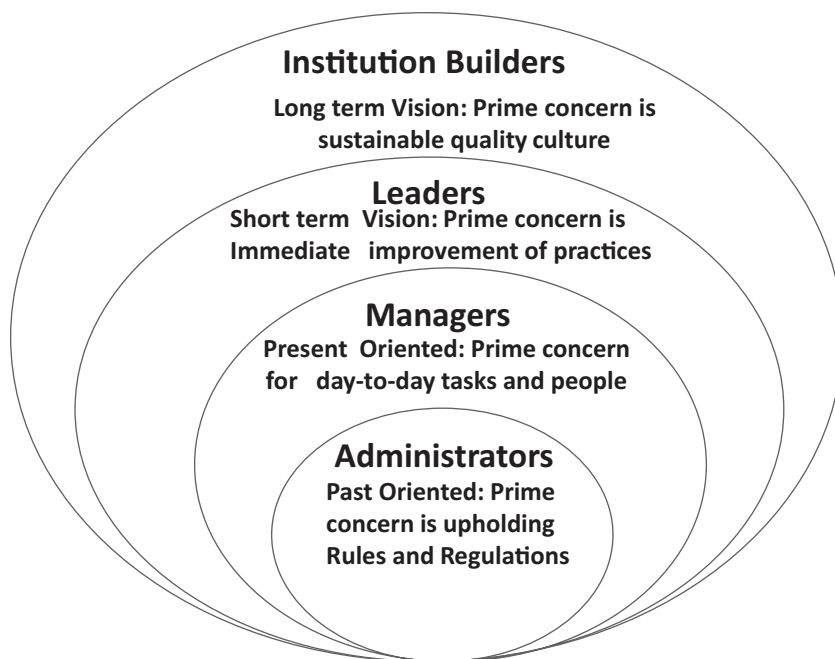 Institution Builders
Long term Vision: Prime concern is
sustainable quality culture
Leaders
Short term Vision: Prime concern is
Immediate improvement of practices
Managers
Present Oriented: Prime concern
for day-to-day tasks and people
Administrators
Past Oriented: Prime
concern is upholding
Rules and Regulations